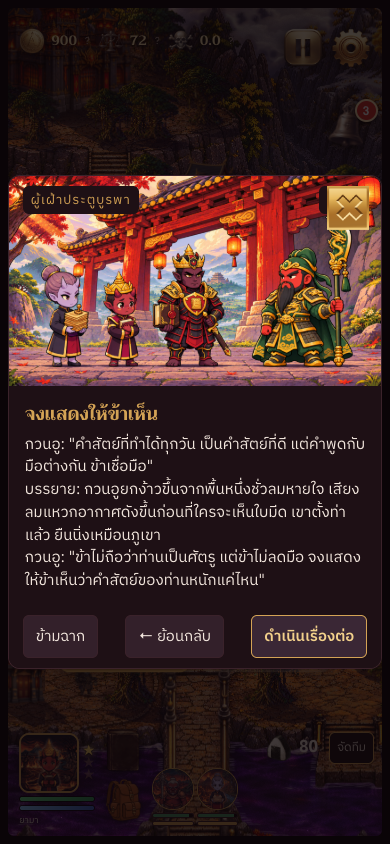 900 72 0.0
3
ผู้เฝ้าประตูบูรพา
จงแสดงให้ข้าเห็น
กวนอู: "คำสัตย์ที่ทำได้ทุกวัน เป็นคำสัตย์ที่ดี แต่คำพูดกับ
มือต่างกัน ข้าเชื่อมือ"
บรรยาย: กวนอูยกง้าวขึ้นจากพื้นหนึ่งชั่วลมหายใจ เสียง
ลมแหวกอากาศดังขึ้นก่อนที่ใครจะเห็นใบมีด เขาตั้งท่า
แล้ว ยืนนิ่งเหมือนภูเขา
กวนอู: "ข้าไม่ถือว่าท่านเป็นศัตรู แต่ข้าไม่ลดมือ จงแสดง
ให้ข้าเห็นว่าคำสัตย์ของท่านหนักแค่ไหน"
ข้ามฉาก ← ย้อนกลับ ดำเนินเรื่องต่อ
80 จัดทีม